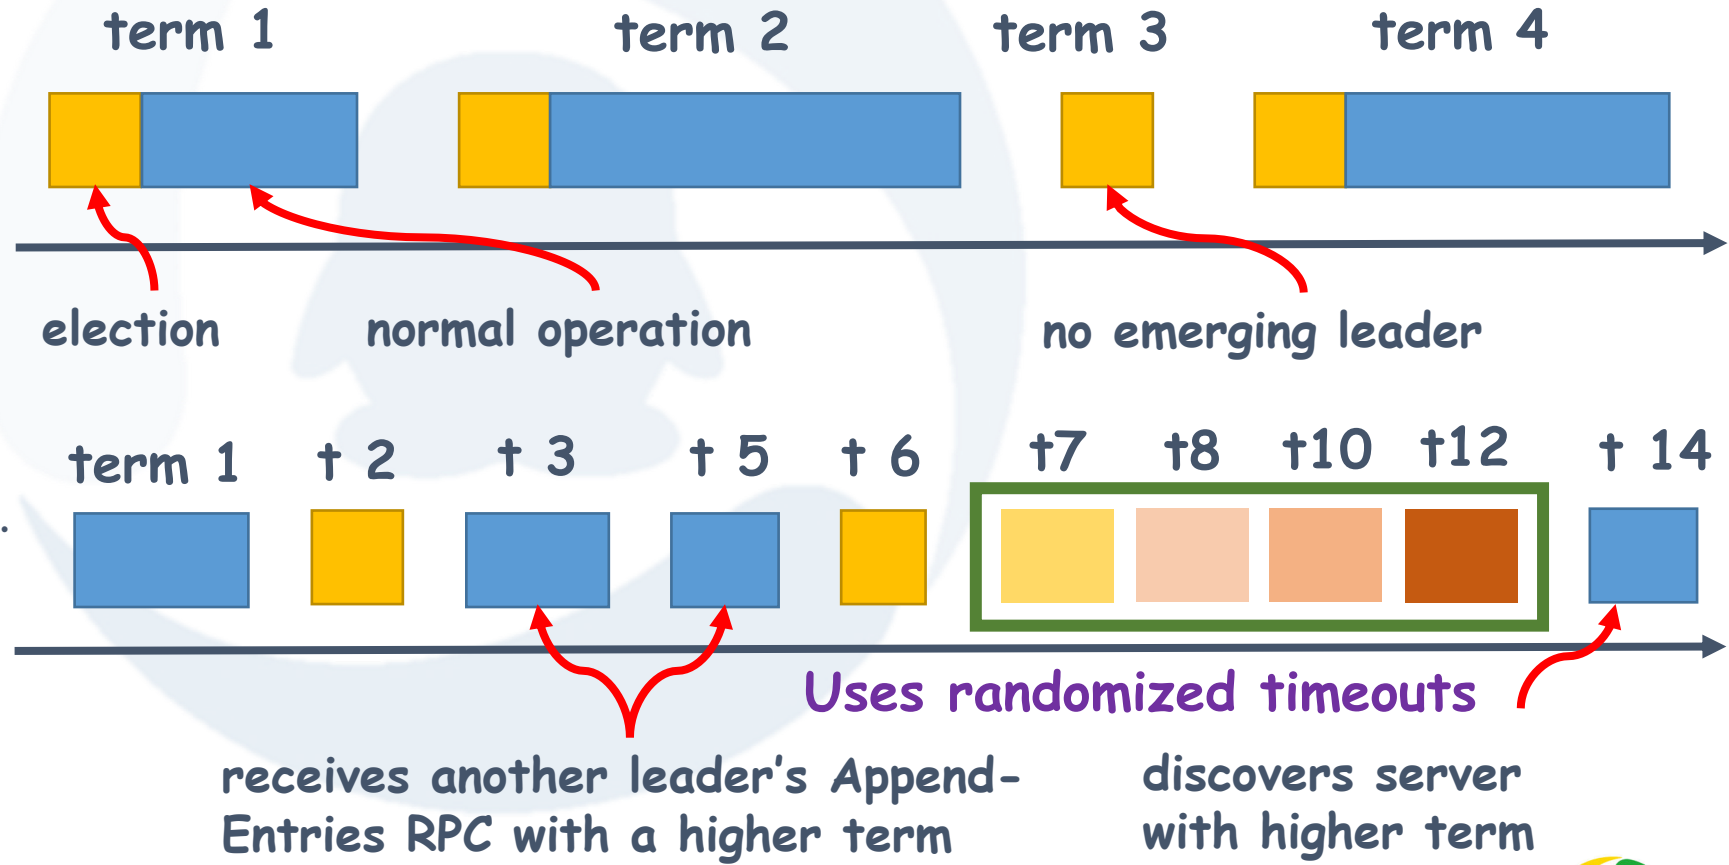 term 1 term 2 term 3 term 4
election normal operation no emerging leader
term 1 t 2 t 3 t 5 t 6 t7 t8 t10 t12 t 14
.
Uses randomized timeouts
receives another leader's Append-
Entries RPC with a higher term
discovers server
with higher term